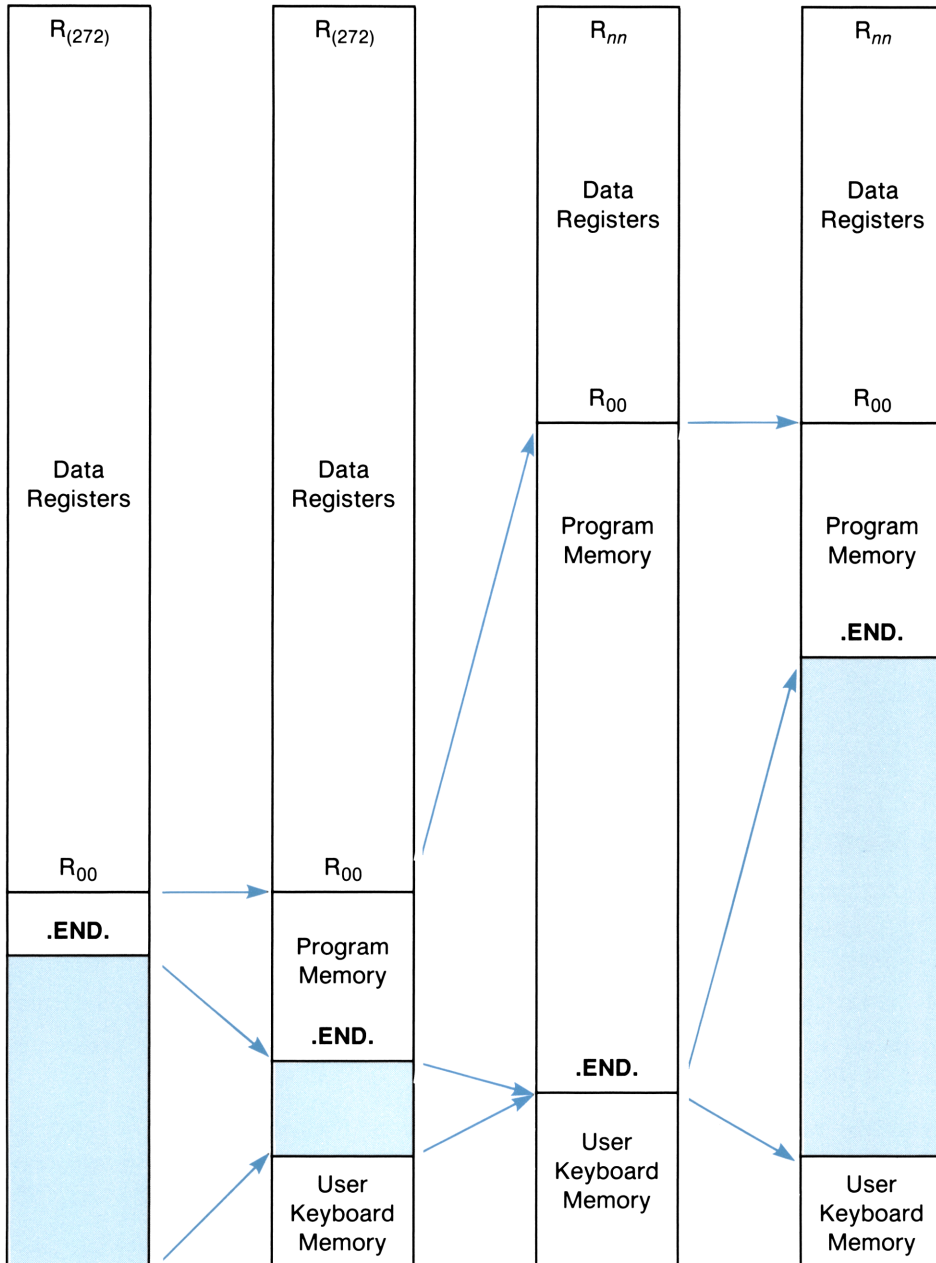 R(272)
Data
Registers
R00
.END.
R(272)
Data
Registers
R00
Program
Memory
.END.
User
Keyboard
Memory
Rnn
Data
Registers
R00
Program
Memory
.END.
User
Keyboard
Memory
Rnn
Data
Registers
R00
Program
Memory
.END.
User
Keyboard
Memory